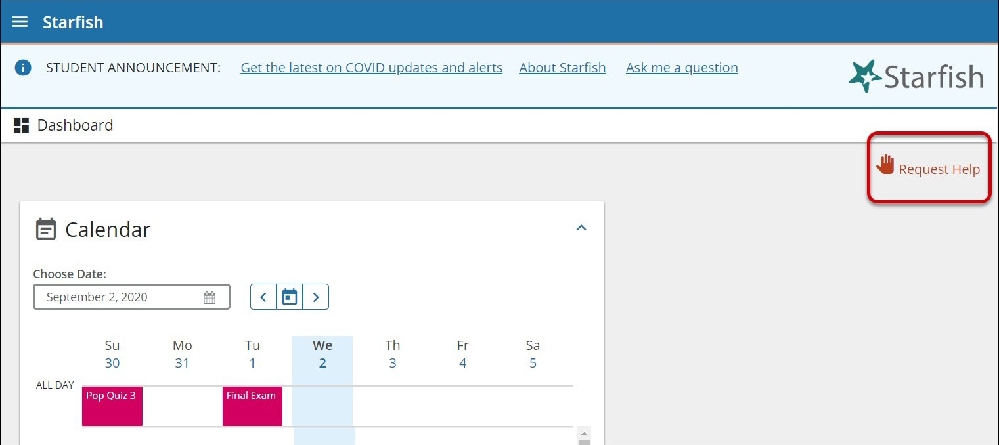 Starfish
STUDENT ANNOUNCEMENT: Get the latest on COVID updates and alerts About Starfish Ask me a question
Starfish
Dashboard
Request Help
Calendar
Choose Date:
September 2, 2020
Su Mo Tu We Th Fr Sa
30 31 1 2 3 4 5
ALL DAY
Pop Quiz 3 Final Exam